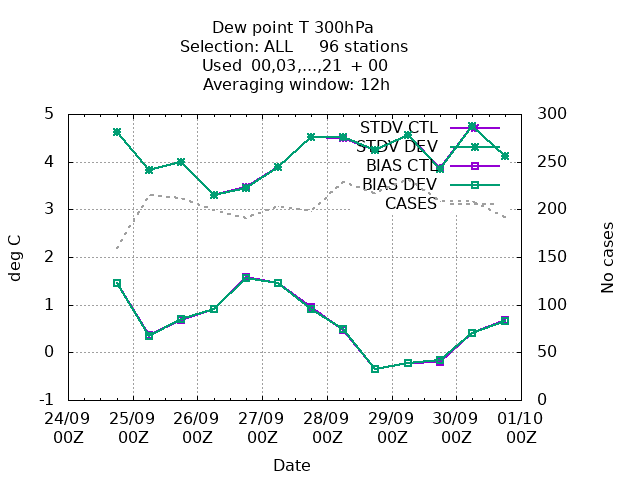 Dew point T 300hPa
Selection: ALL     96 stations
Used  00,03,...,21  + 00
Averaging window: 12h
5
4
3
2
1
0
-1
300
250
200
150
100
50
0
STDV CTL
STDV DEV
BIAS CTL
BIAS DEV
CASES
deg C
No cases
24/09 25/09 26/09 27/09 28/09 29/09 30/09 01/10
00Z 00Z 00Z 00Z 00Z 00Z 00Z 00Z
Date